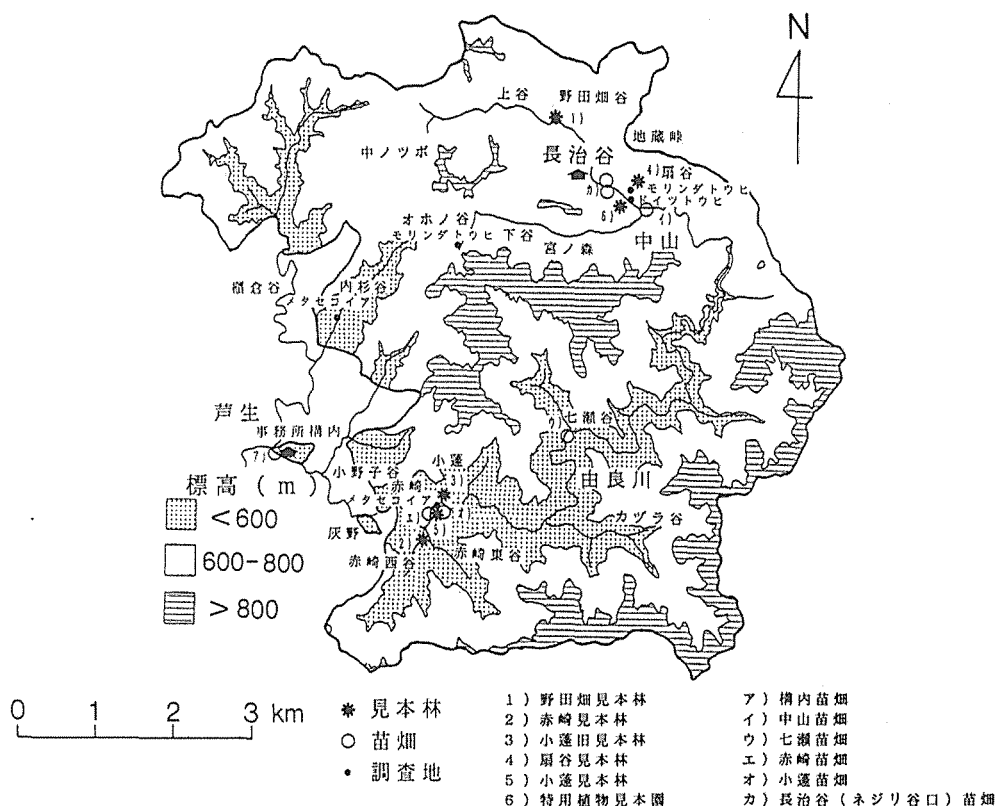 N
上谷 野田畑谷
1)
地蔵峠
中ノツボ
長治谷
4) 扇谷
モリンダトウヒ
ドイツトウヒ
カ)
6)
イ)
中山
オホノ谷
モリンダトウヒ 下谷
宮ノ森
櫃倉谷
内杉谷
メタセコイア
芦生
事務所構内
ア)
ウ) 七瀬谷
由良川
小野子谷
小蓬
赤崎
3)
メタセコイア
エ)
オ)
5)
2)
灰野
カヅラ谷
赤崎東谷
赤崎西谷
標高 (m)
<600
600-800
>800
0 1 2 3 km
見本林
苗畑
調査地
1) 野田畑見本林
2) 赤崎見本林
3) 小蓬旧見本林
4) 扇谷見本林
5) 小蓬見本林
6) 特用植物見本園
ア) 構内苗畑
イ) 中山苗畑
ウ) 七瀬苗畑
エ) 赤崎苗畑
オ) 小蓬苗畑
カ) 長治谷(ネジリ谷口)苗畑